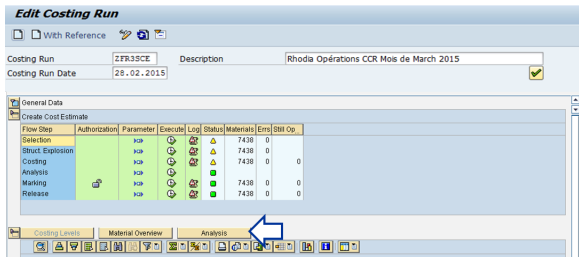 Edit Costing Run
With Reference
Costing Run ZFR3SCE Description Rhodia Opérations CCR Mois de March 2015
Costing Run Date 28.02.2015
General Data
Create Cost Estimate
Flow Step Authorization Parameter Execute Log Status Materials Errs Still Op...
Selection 7438 0
Struct. Explosion 7438 0
Costing 7438 0 0
Analysis
Marking 7438 0 0
Release 7438 0 0
Costing Levels Material Overview Analysis